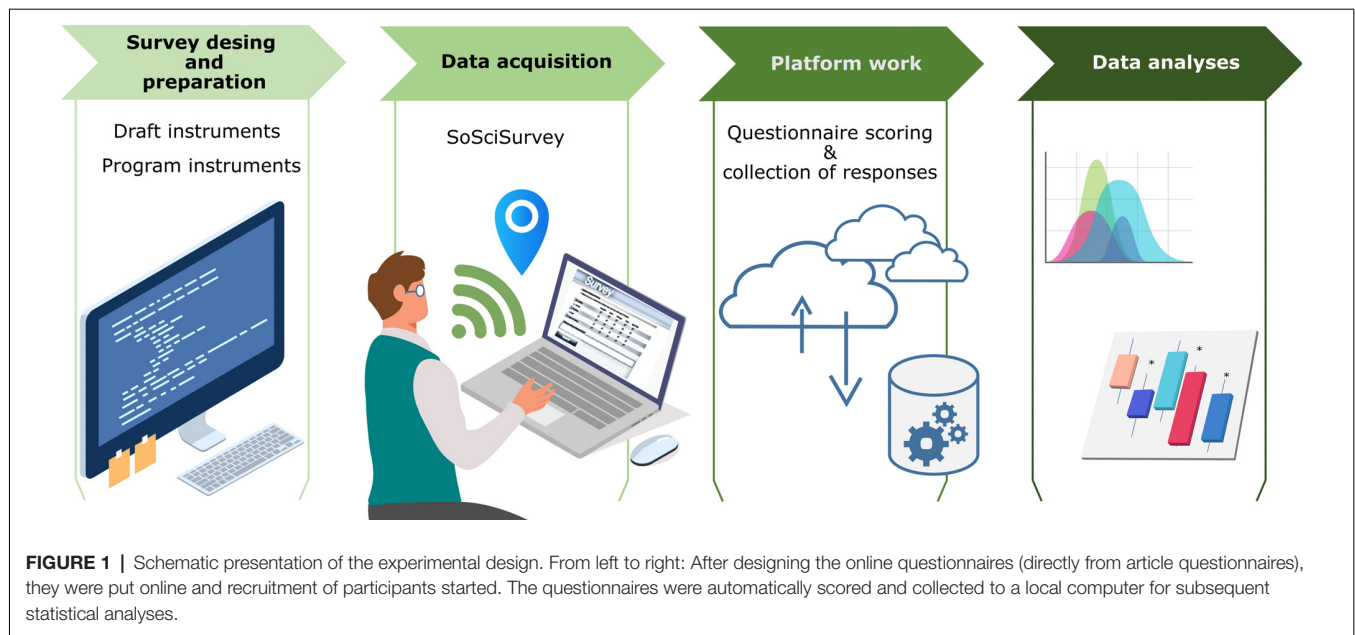 Survey desing
and
preparation
Draft instruments
Program instruments
Data acquisition
SoSciSurvey
Survey
Platform work
Questionnaire scoring
&
collection of responses
Data analyses
*
*
*
FIGURE 1 | Schematic presentation of the experimental design. From left to right: After designing the online questionnaires (directly from article questionnaires),
they were put online and recruitment of participants started. The questionnaires were automatically scored and collected to a local computer for subsequent
statistical analyses.